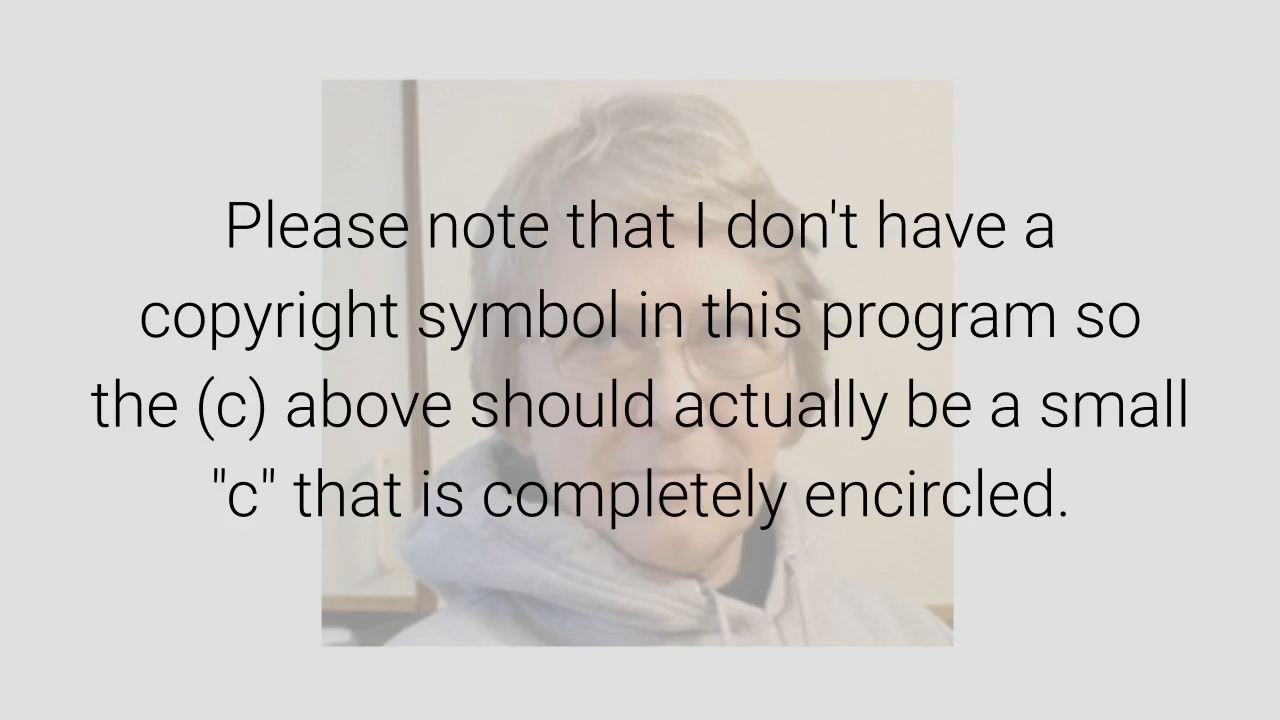 Please note that I don't have a
copyright symbol in this program so
the (c) above should actually be a small
"c" that is completely encircled.